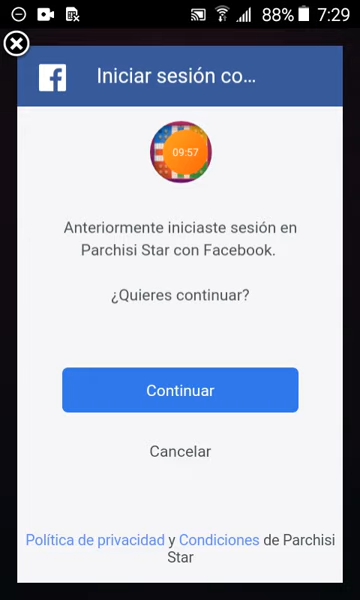 88% 7:29
Iniciar sesión co...
09:57
Anteriormente iniciaste sesión en
Parchisi Star con Facebook.
¿Quieres continuar?
Continuar
Cancelar
Política de privacidad y Condiciones de Parchisi
Star